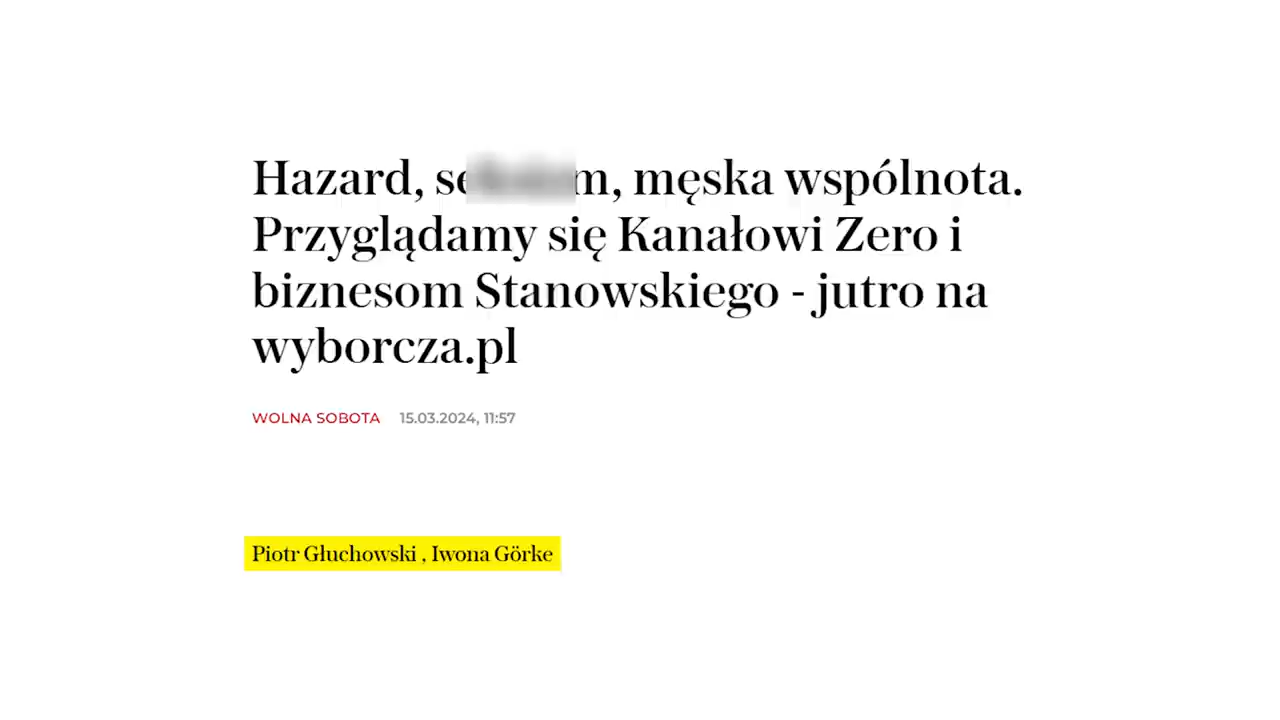 Hazard, męska wspólnota.
Przyglądamy się Kanałowi Zero i
biznesom Stanowskiego - jutro na
wyborcza.pl
WOLNA SOBOTA 15.03.2024, 11:57
Piotr Głuchowski , Iwona Görke